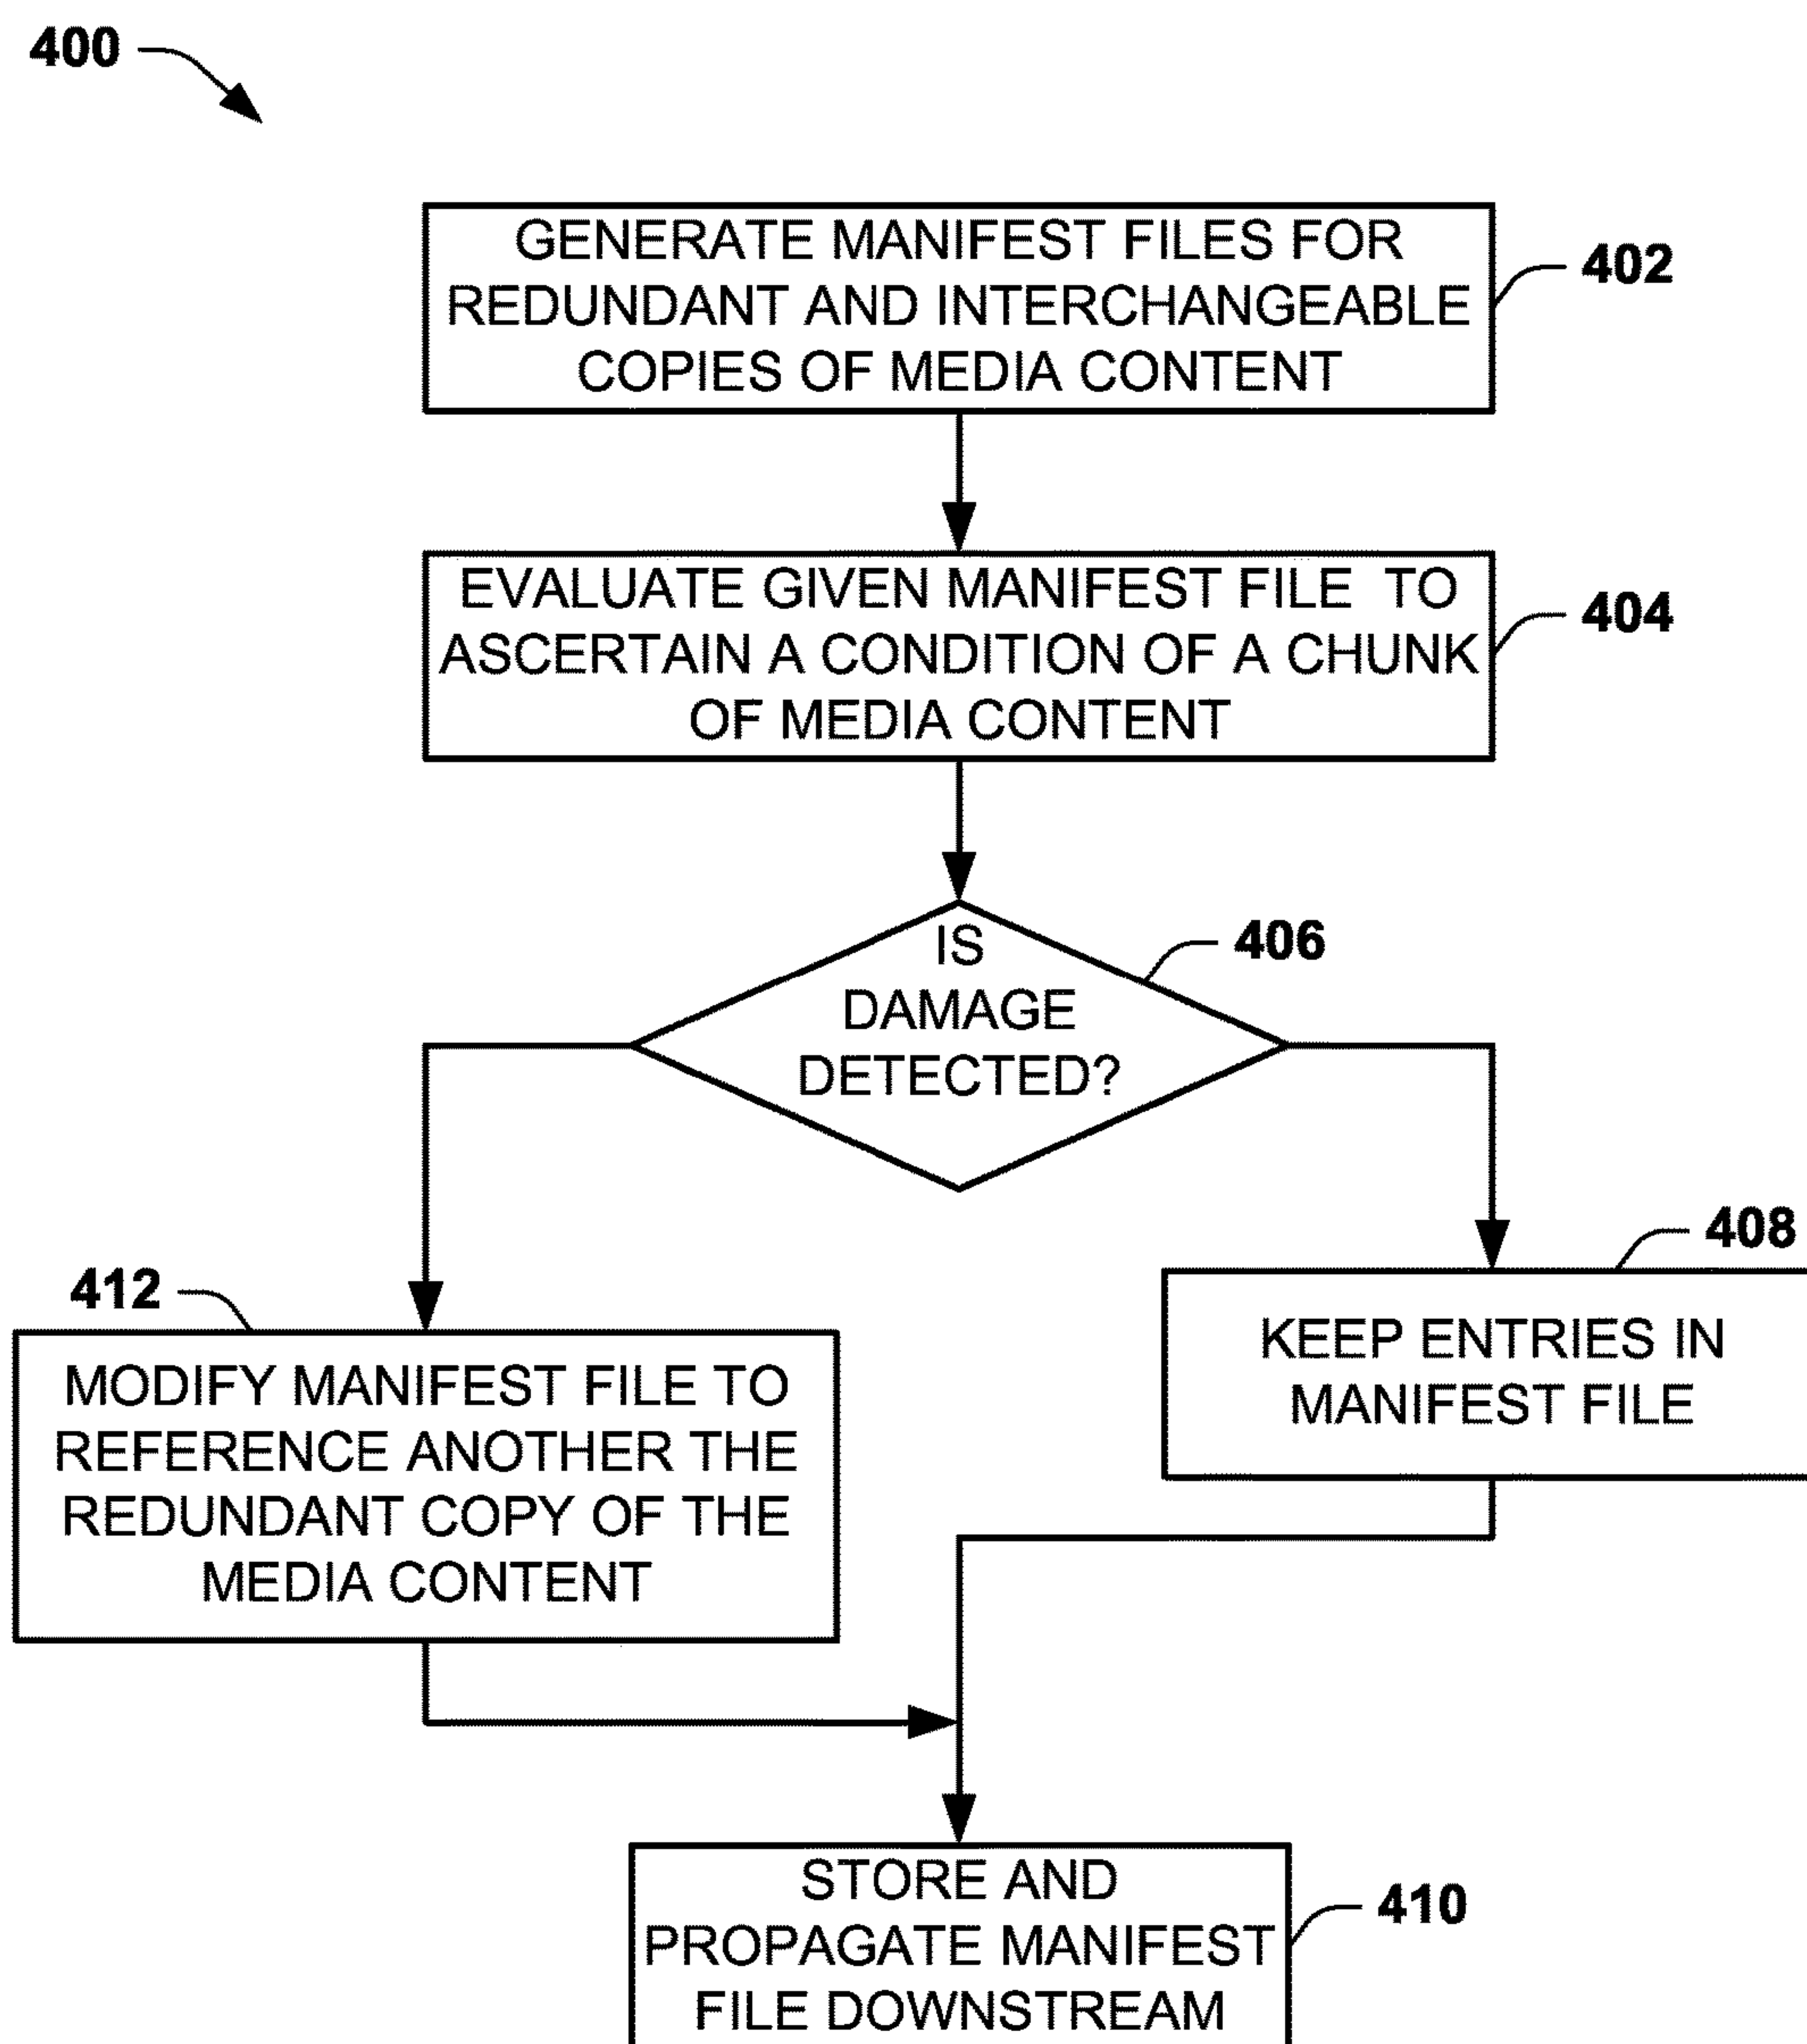 400
GENERATE MANIFEST FILES FOR
REDUNDANT AND INTERCHANGEABLE
COPIES OF MEDIA CONTENT
402
EVALUATE GIVEN MANIFEST FILE TO
ASCERTAIN A CONDITION OF A CHUNK
OF MEDIA CONTENT
404
IS
DAMAGE
DETECTED?
406
412
MODIFY MANIFEST FILE TO
REFERENCE ANOTHER THE
REDUNDANT COPY OF THE
MEDIA CONTENT
408
KEEP ENTRIES IN
MANIFEST FILE
STORE AND
PROPAGATE MANIFEST
FILE DOWNSTREAM
410